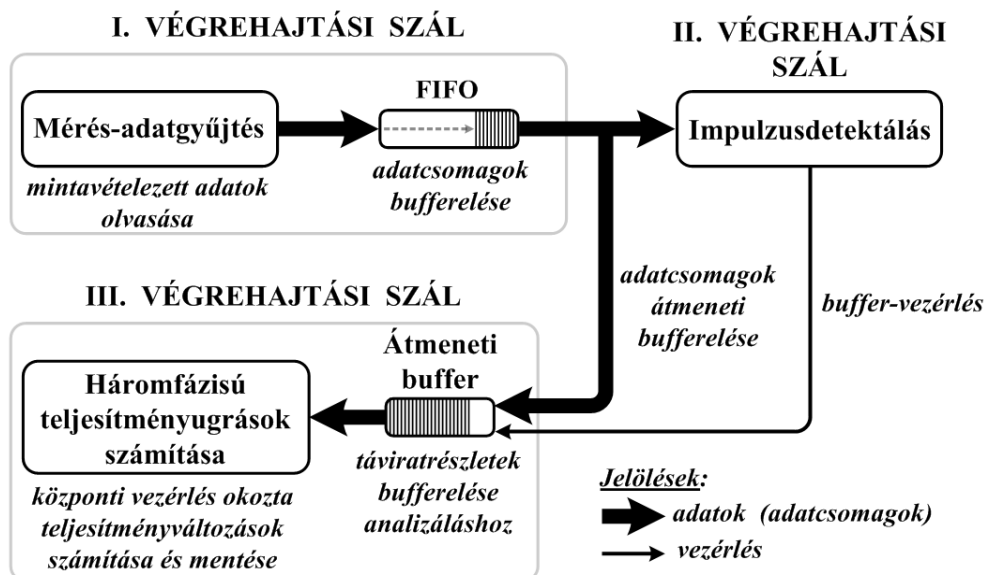 I. VÉGREHAJTÁSI SZÁL
Mérés-adatgyűjtés
mintavételezett adatok
olvasása
FIFO
adatcsomagok
bufferelése
II. VÉGREHAJTÁSI
SZÁL
Impulzusdetektálás
adatcsomagok
átmeneti
bufferelése
buffer-vezérlés
III. VÉGREHAJTÁSI SZÁL
Háromfázisú
teljesítményugrások
számítása
központi vezérlés okozta
teljesítményváltozások
számítása és mentése
Átmeneti
buffer
táviratrészletek
bufferelése
analizáláshoz
Jelölések:
adatok (adatcsomagok)
vezérlés